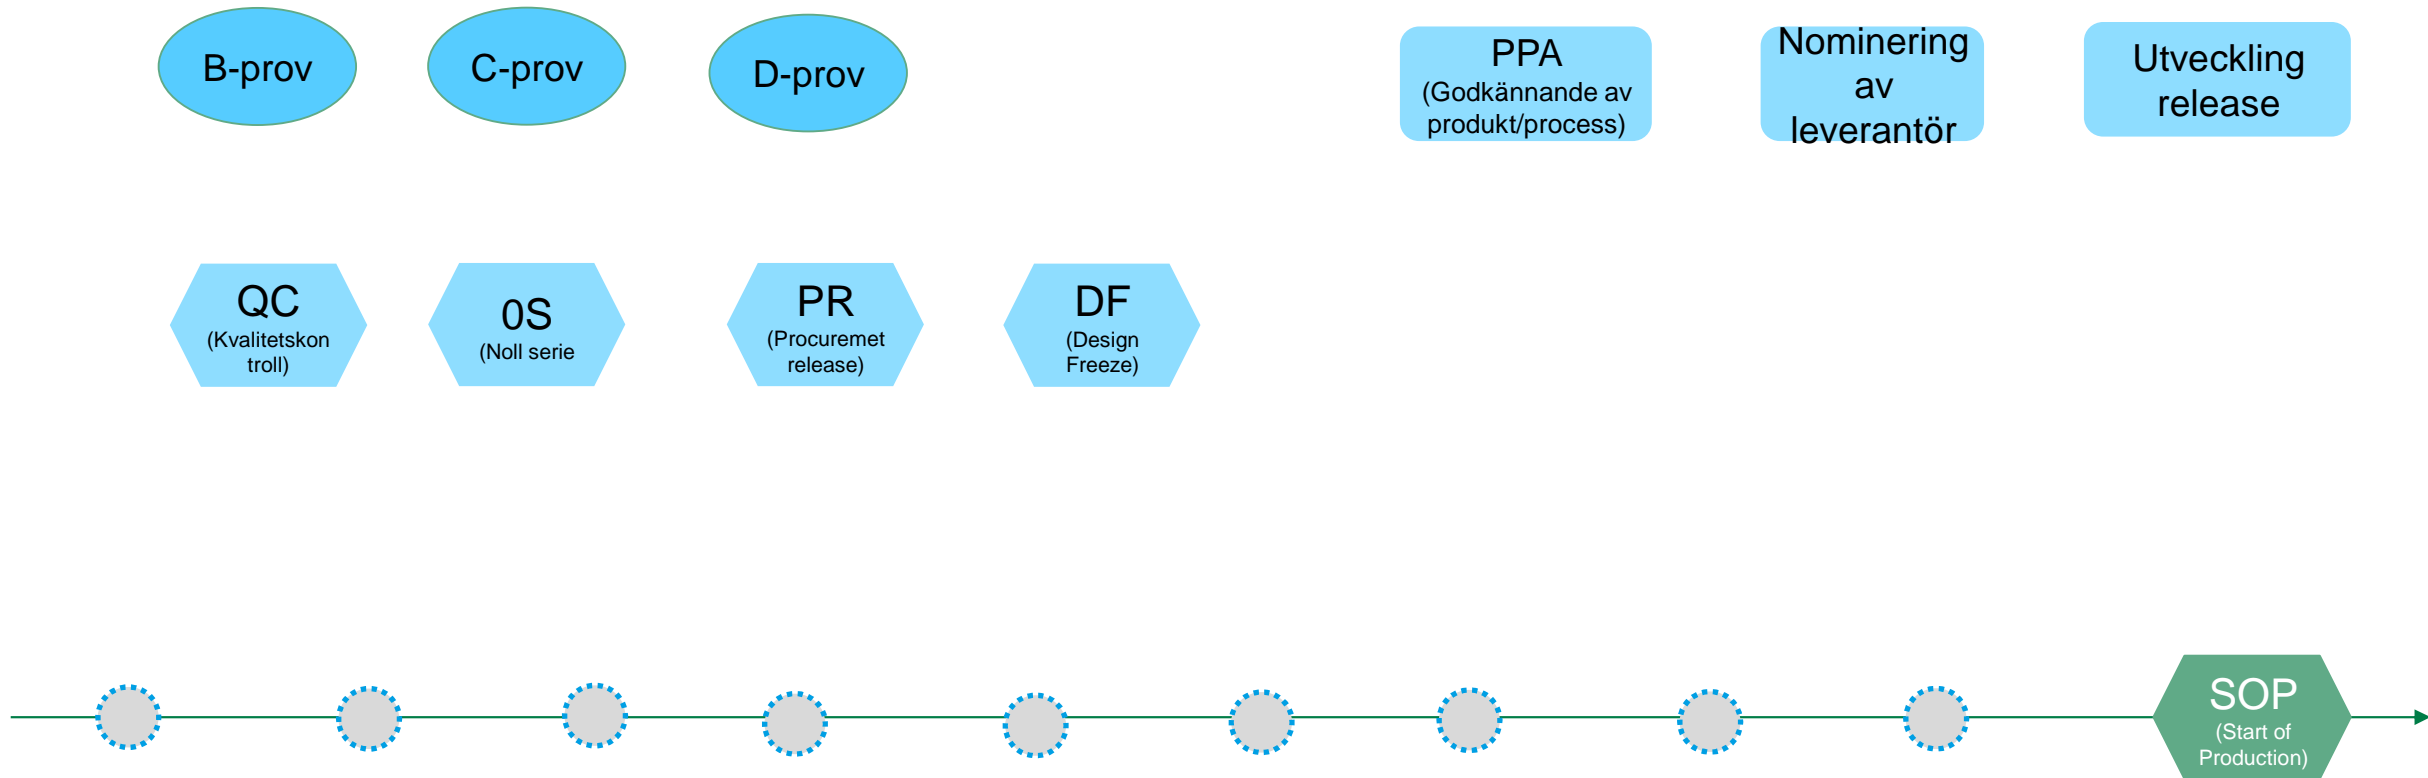 B-prov
C-prov
D-prov
PPA
(Godkännande av
produkt/process)
Nominering
av
leverantör
Utveckling
release
QC
(Kvalitetskon
troll)
0S
(Noll serie
PR
(Procuremet
release)
DF
(Design
Freeze)
SOP
(Start of
Production)